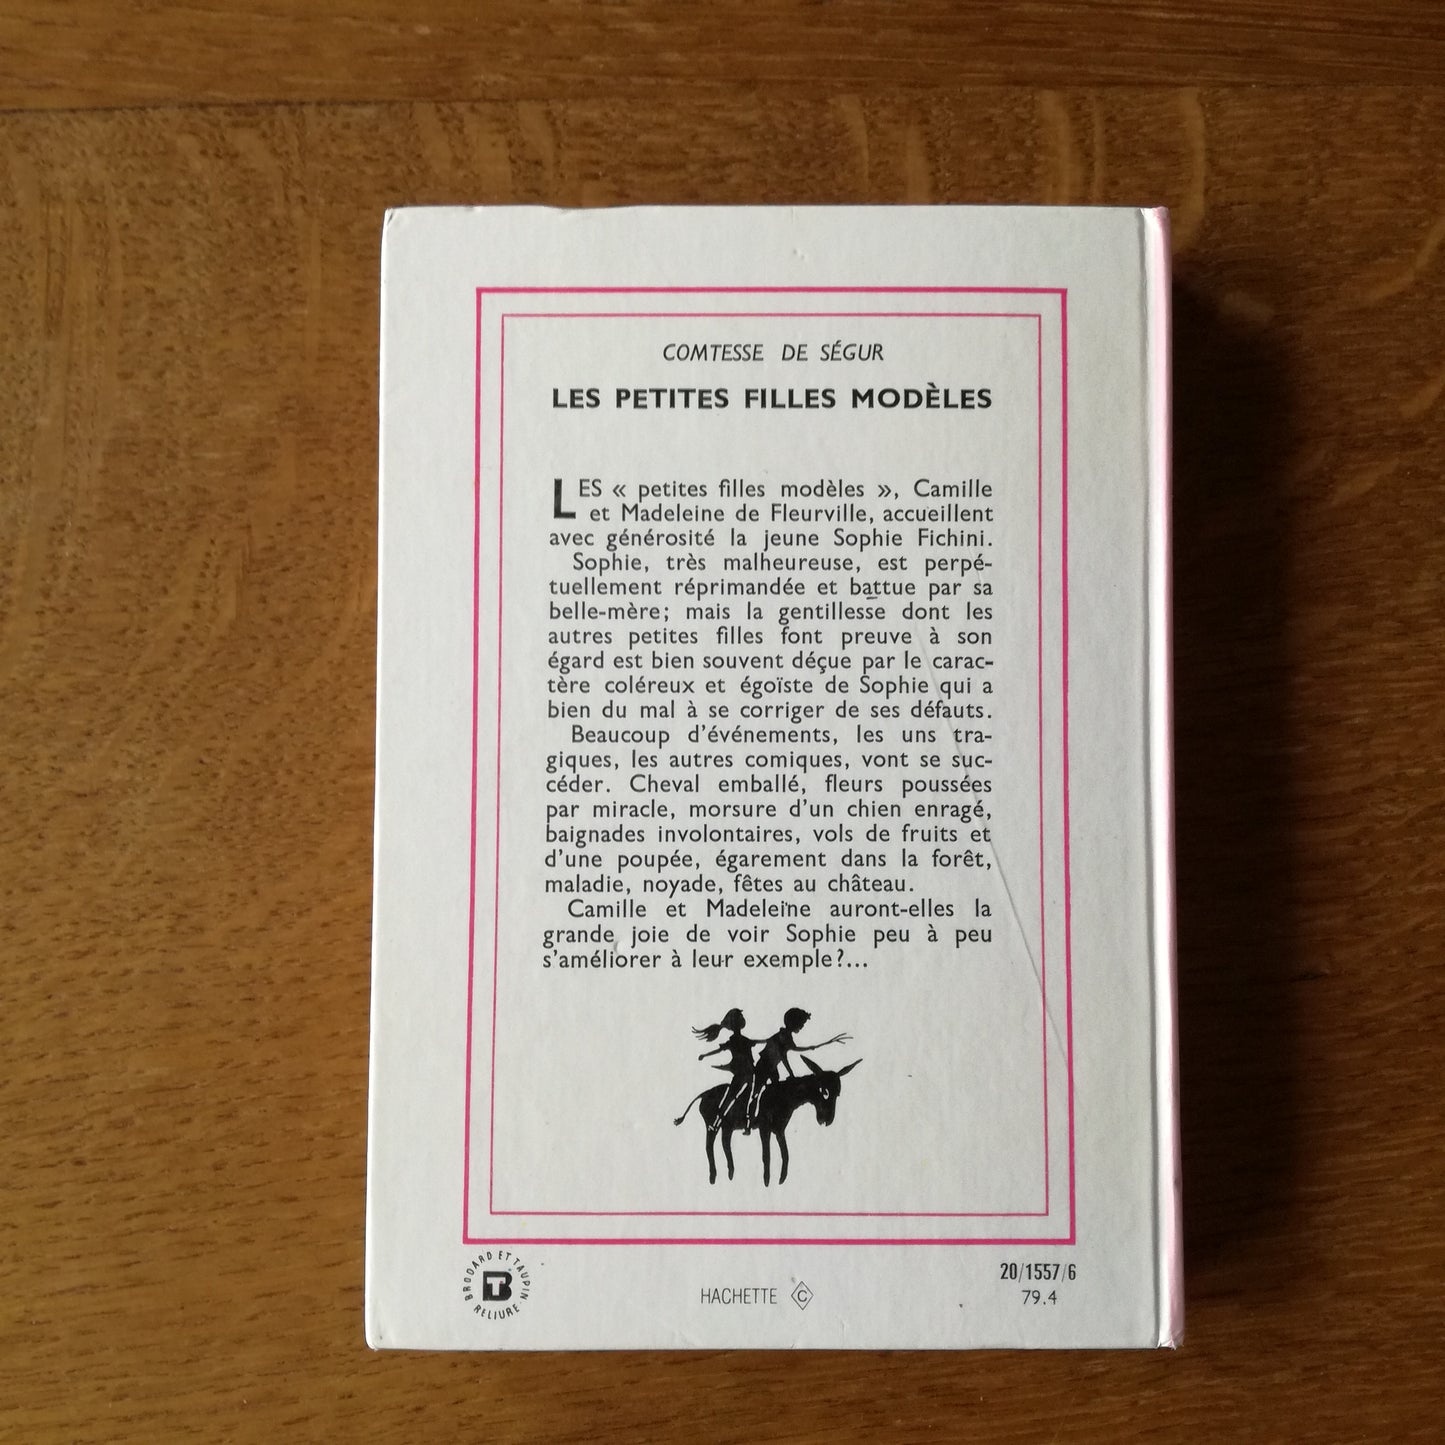 COMTESSE DE SÉGUR
LES PETITES FILLES MODÈLES
LES « petites filles modèles », Camille
et Madeleine de Fleurville, accueillent
avec générosité la jeune Sophie Fichini.
Sophie, très malheureuse, est perpé-
tuellement réprimandée et battue par sa
belle-mère; mais la gentillesse dont les
autres petites filles font preuve à son
égard est bien souvent déçue par le carac-
tère coléreux et égoïste de Sophie qui a
bien du mal à se corriger de ses défauts.
Beaucoup d'événements, les uns tra-
giques, les autres comiques, vont se suc-
céder. Cheval emballé, fleurs poussées
par miracle, morsure d'un chien enragé,
baignades involontaires, vols de fruits et
d'une poupée, égarement dans la forêt,
maladie, noyade, fêtes au château.
Camille et Madeleine auront-elles la
grande joie de voir Sophie peu à peu
s'améliorer à leur exemple?...
BRODARD ET TAUPIN
RELIURE
BT
HACHETTE C
20/1557/6
79.4